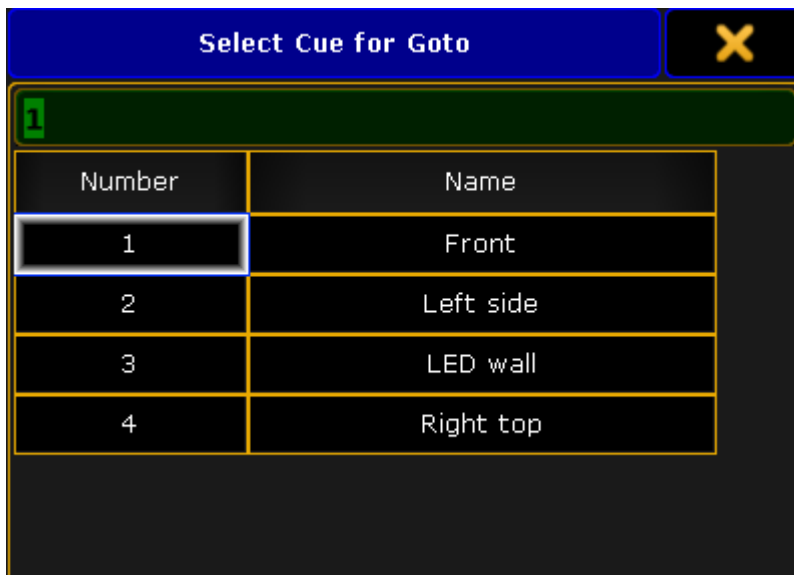 Select Cue for Goto
1
Number Name
1 Front
2 Left side
3 LED wall
4 Right top